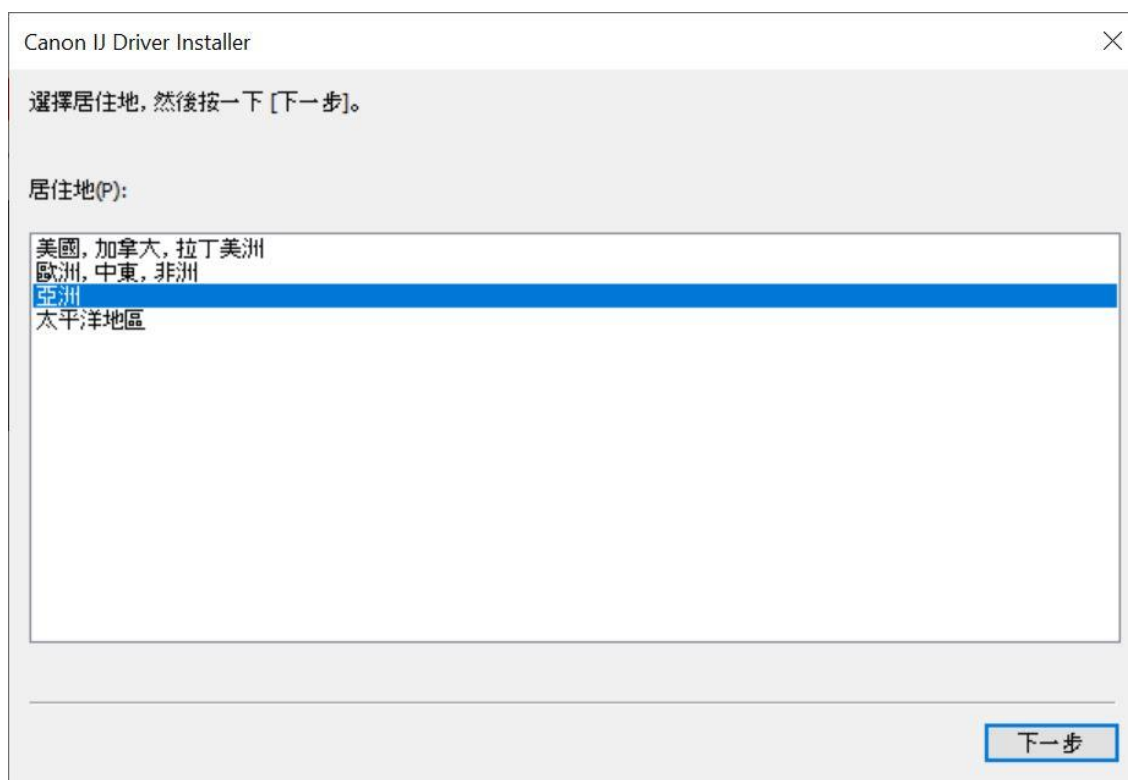 Canon IJ Driver Installer
選擇居住地, 然後按一下 [下一步]。
居住地(P):
美國, 加拿大, 拉丁美洲
歐洲, 中東, 非洲
亞洲
太平洋地區
下一步